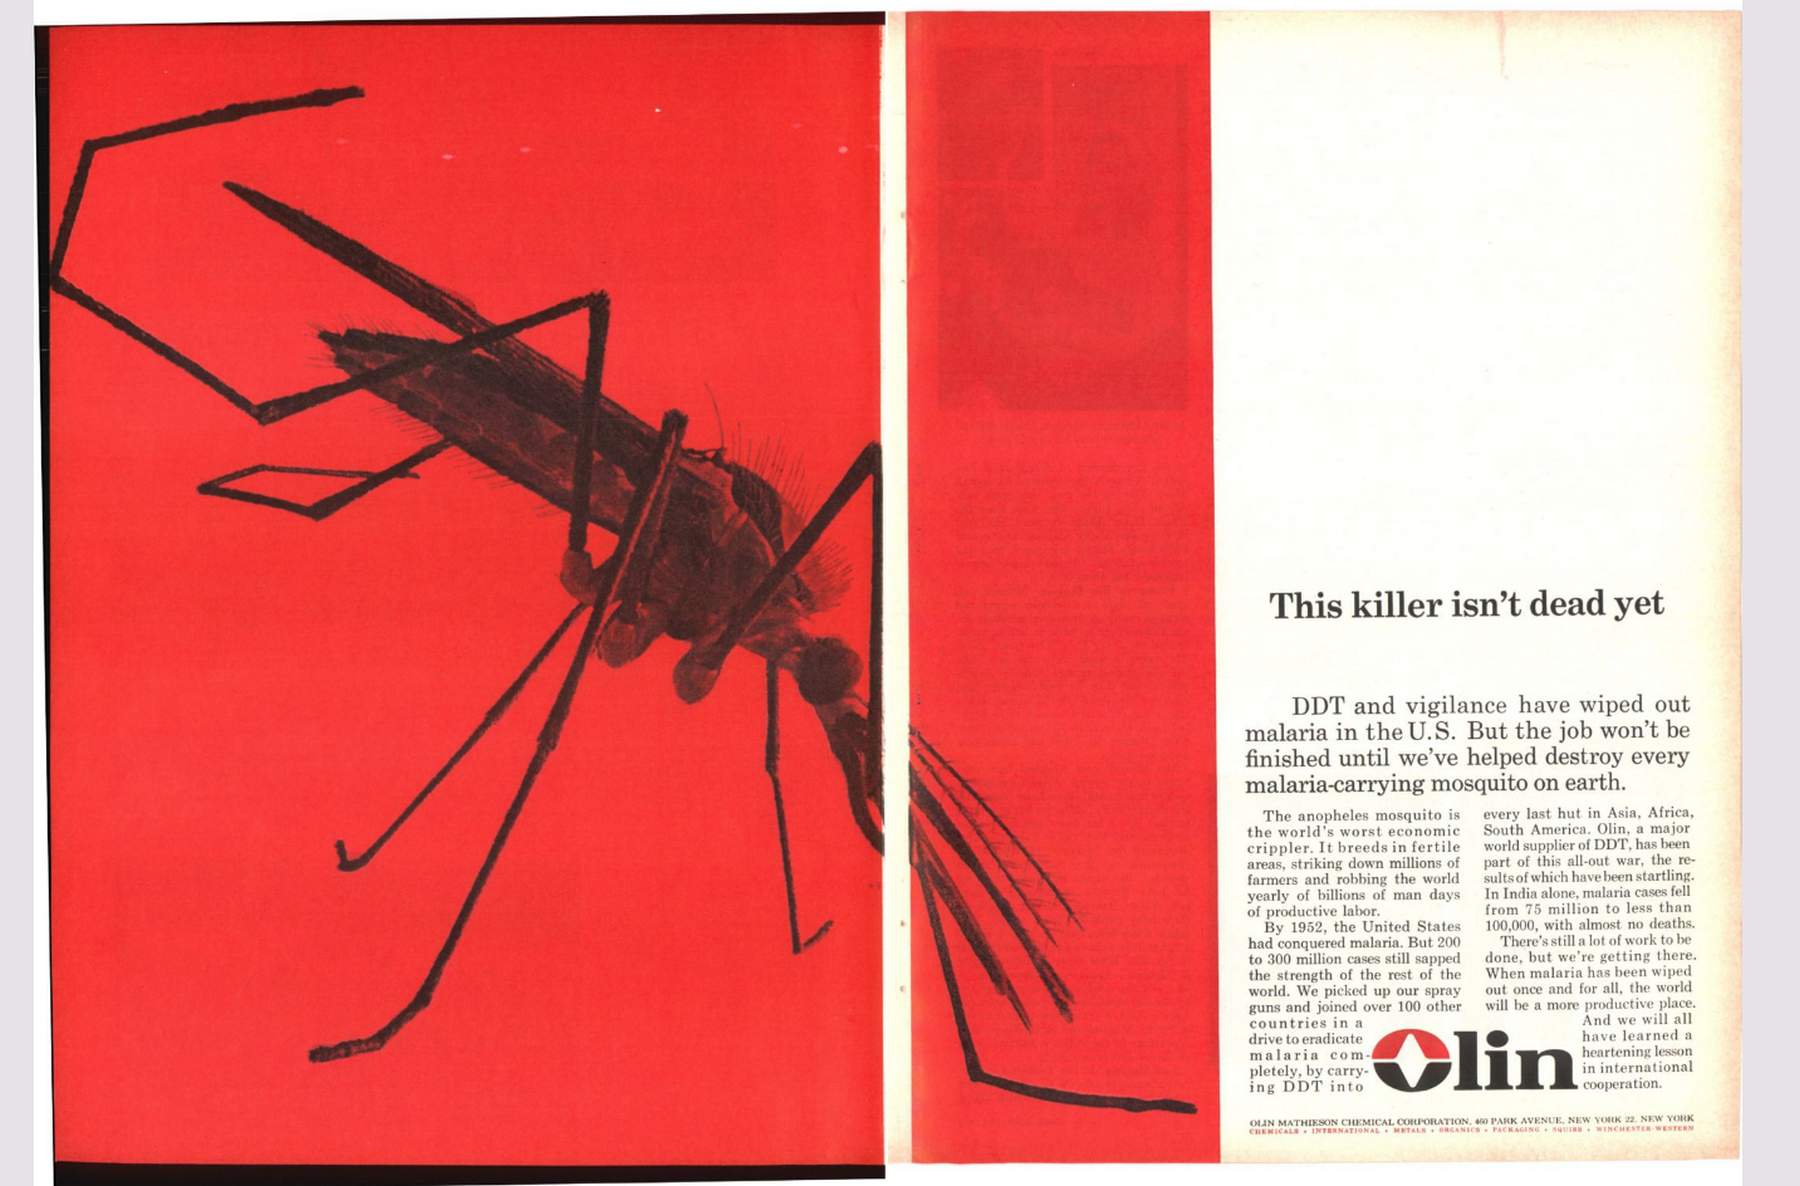 This killer isn't dead yet
DDT and vigilance have wiped out
malaria in the U.S. But the job won't be
finished until we've helped destroy every
malaria-carrying mosquito on earth.
The anopheles mosquito is
the world's worst economic
crippler. It breeds in fertile
areas, striking down millions of
farmers and robbing the world
yearly of billions of man days
of productive labor.
By 1952, the United States
had conquered malaria. But 200
to 300 million cases still sapped
the strength of the rest of the
world. We picked up our spray
guns and joined over 100 other
countries in a
drive to eradicate
malaria com-
pletely, by carry-
ing DDT into
every last hut in Asia, Africa,
South America. Olin, a major
world supplier of DDT, has been
part of this all-out war, the re-
sults of which have been startling.
In India alone, malaria cases fell
from 75 million to less than
100,000, with almost no deaths.
There's still a lot of work to be
done, but we're getting there.
When malaria has been wiped
out once and for all, the world
will be a more productive place.
And we will all
have learned a
heartening lesson
in international
cooperation.
Olin
OLIN MATHIESON CHEMICAL CORPORATION, 460 PARK AVENUE, NEW YORK 22, NEW YORK
CHEMICALS • INTERNATIONAL • METALS • ORGANICS • PACKAGING • SQUIBB • WINCHESTER-WESTERN